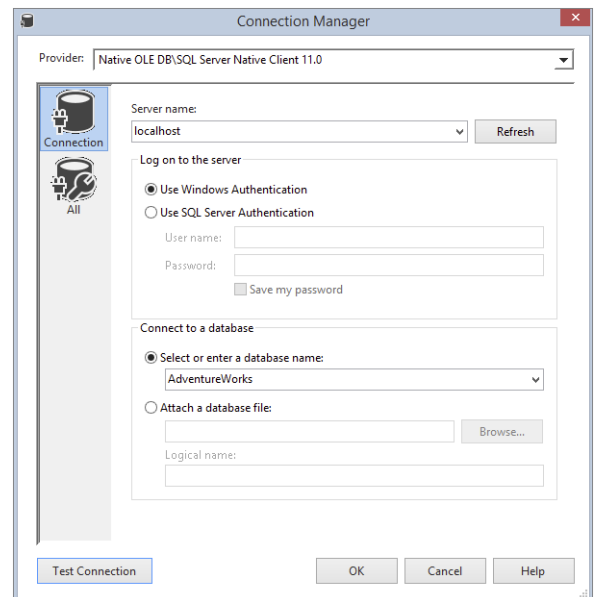 Connection Manager
Provider: Native OLE DB\SQL Server Native Client 11.0
Connection
All
Server name:
localhost Refresh
Log on to the server
Use Windows Authentication
Use SQL Server Authentication
User name:
Password:
Save my password
Connect to a database
Select or enter a database name:
AdventureWorks
Attach a database file:
Browse...
Logical name:
Test Connection OK Cancel Help